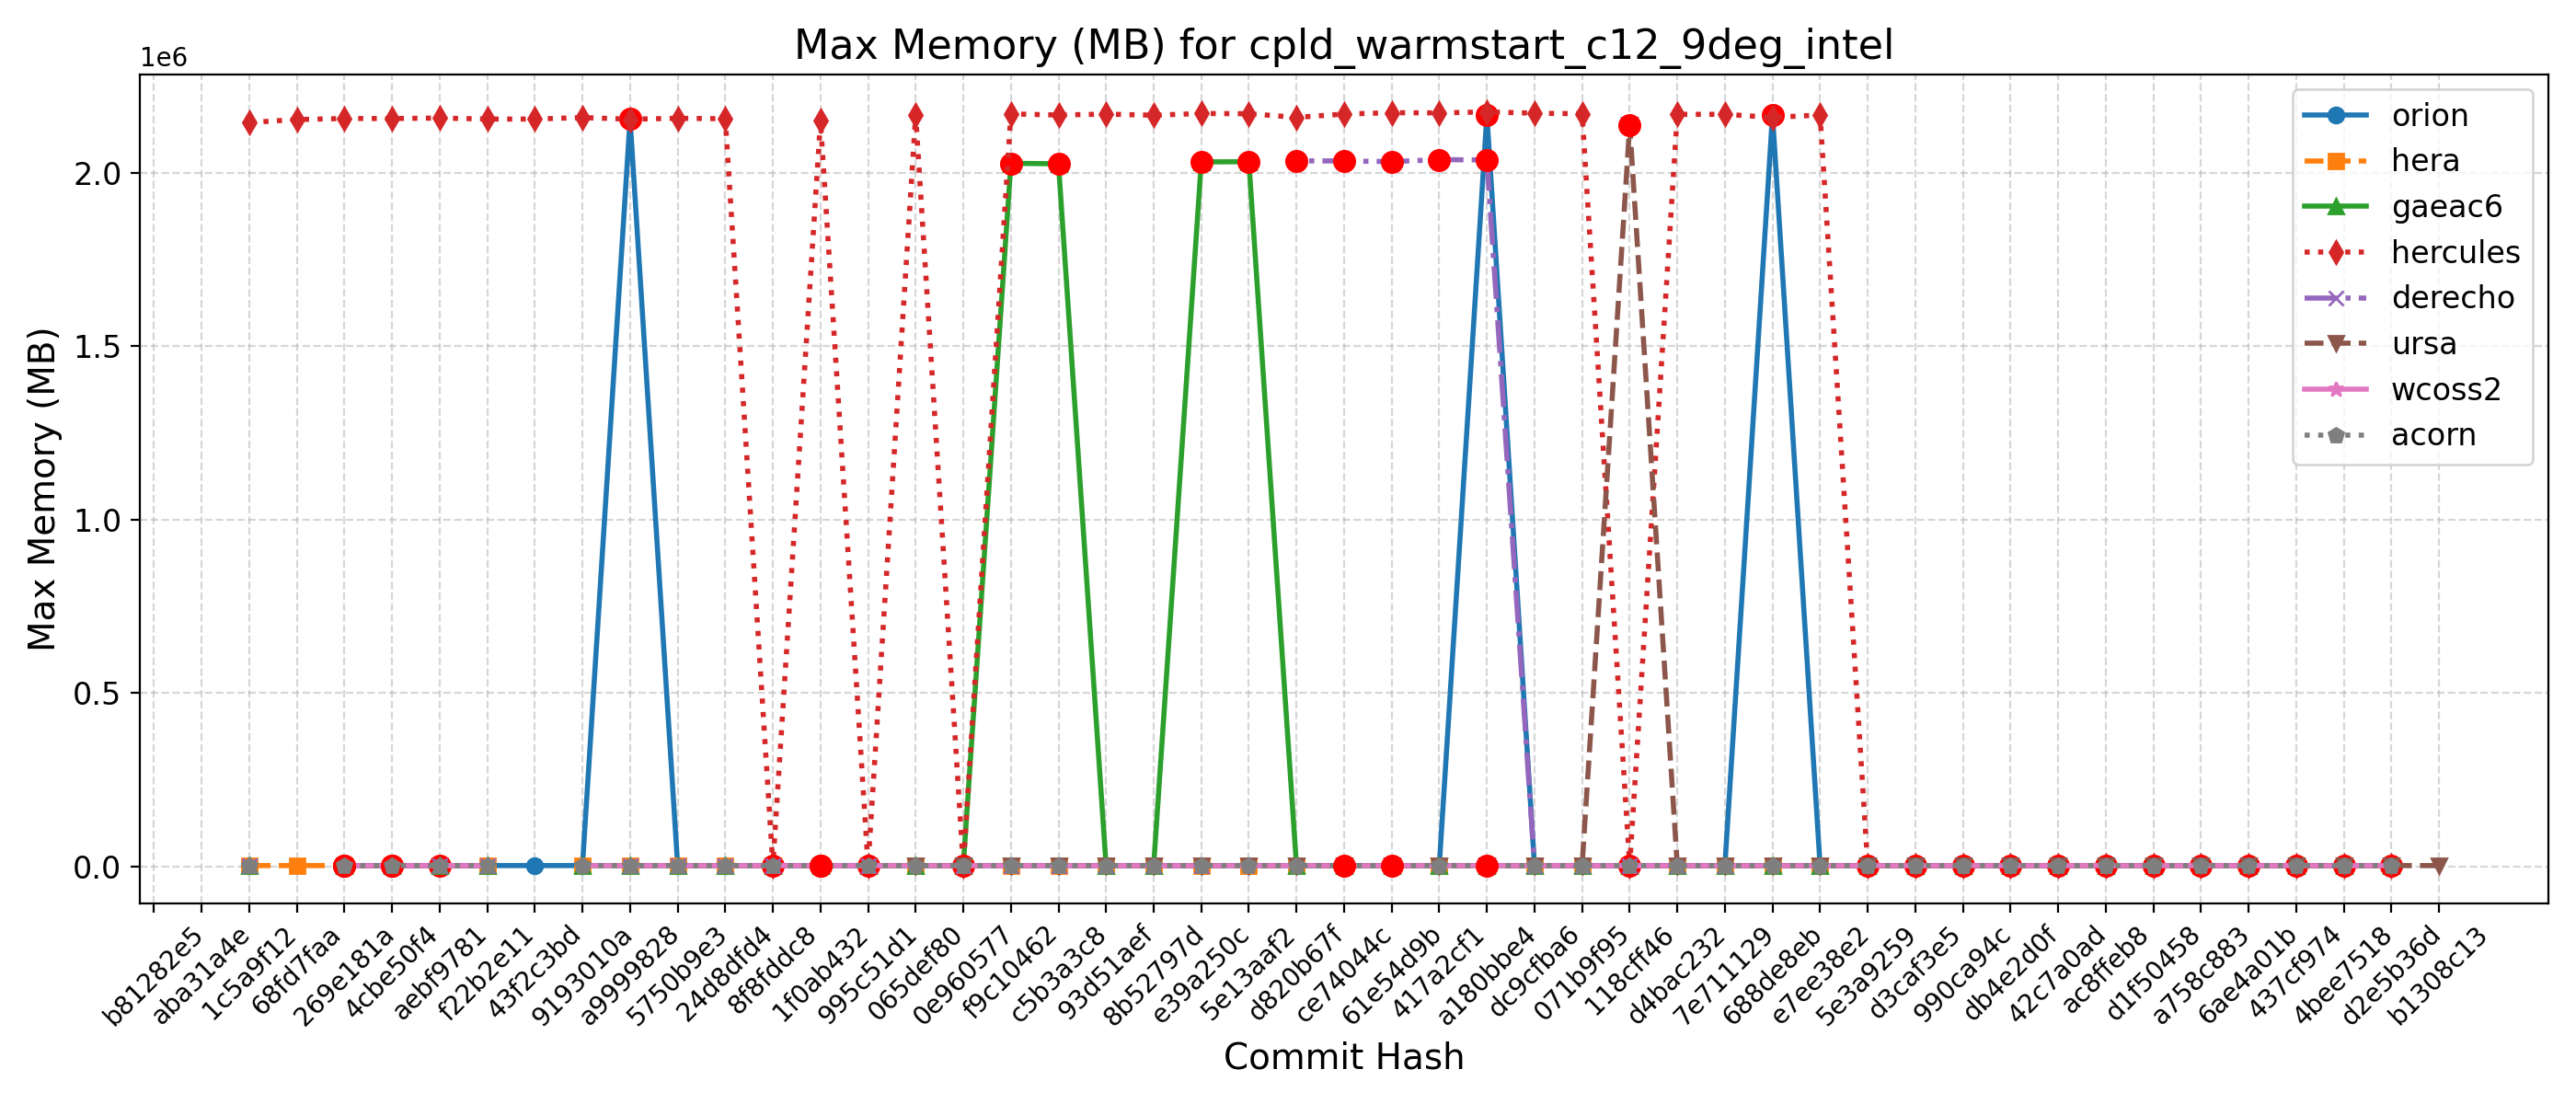 Max Memory (MB) for cpld_warmstart_c12_9deg_intel
1e6
2.0
1.5
1.0
0.5
0.0
Max Memory (MB)
orion
hera
gaeac6
hercules
derecho
ursa
wcoss2
acorn
b81282e5
aba31a4e
1c5a9f12
68fd7faa
269e181a
4cbe50f4
aebf9781
f22b2e11
43f2c3bd
9193010a
a9999828
5750b9e3
24d8dfd4
8f8fddc8
1f0ab432
995c51d1
065def80
0e960577
f9c10462
c5b3a3c8
93d51aef
8b52797d
e39a250c
5e13aaf2
d820b67f
ce74044c
61e54d9b
417a2cf1
a180bbe4
dc9cfba6
071b9f95
118cff46
d4bac232
7e711129
688de8eb
e7ee38e2
5e3a9259
d3caf3e5
990ca94c
db4e2d0f
42c7a0ad
ac8ffeb8
d1f50458
a758c883
6ae4a01b
437cf974
4bee7518
d2e5b36d
b1308c13
Commit Hash